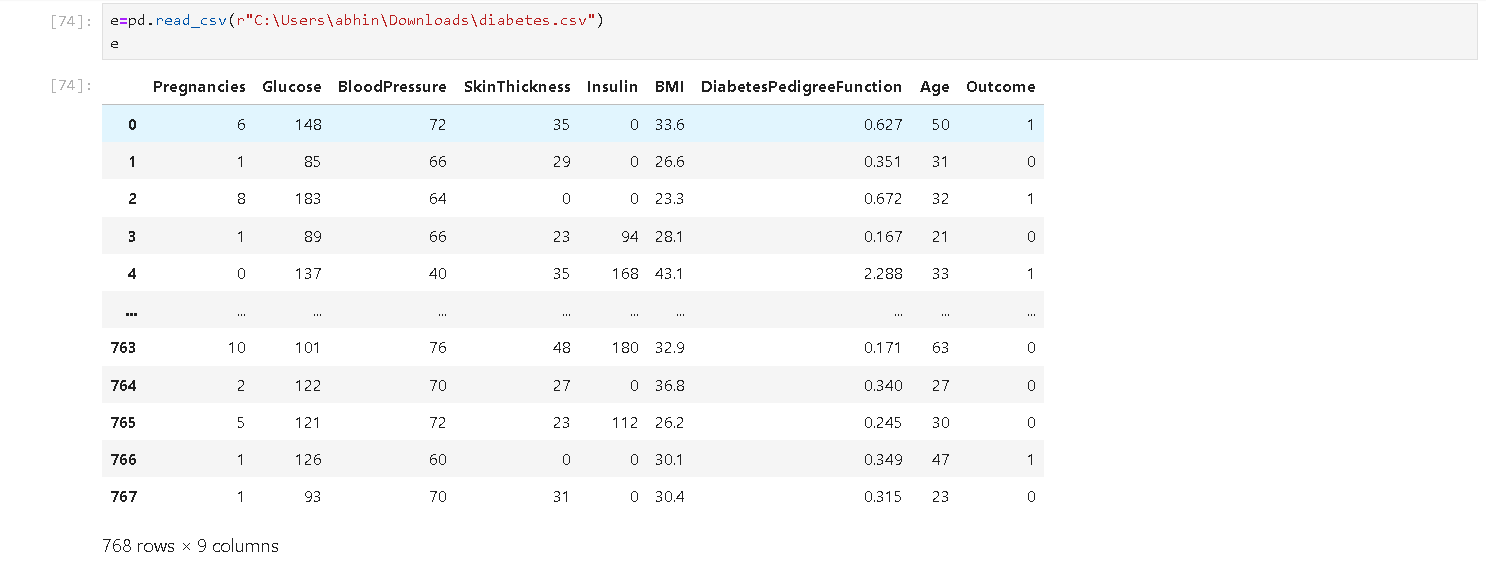 [74]: e=pd.read_csv(r"C:\Users\abhin\Downloads\diabetes.csv")
e
[74]: Pregnancies Glucose BloodPressure SkinThickness Insulin BMI DiabetesPedigreeFunction Age Outcome
0 6 148 72 35 0 33.6 0.627 50 1
1 1 85 66 29 0 26.6 0.351 31 0
2 8 183 64 0 0 23.3 0.672 32 1
3 1 89 66 23 94 28.1 0.167 21 0
4 0 137 40 35 168 43.1 2.288 33 1
... ... ... ... ... ... ... ... ... ...
763 10 101 76 48 180 32.9 0.171 63 0
764 2 122 70 27 0 36.8 0.340 27 0
765 5 121 72 23 112 26.2 0.245 30 0
766 1 126 60 0 0 30.1 0.349 47 1
767 1 93 70 31 0 30.4 0.315 23 0
768 rows × 9 columns